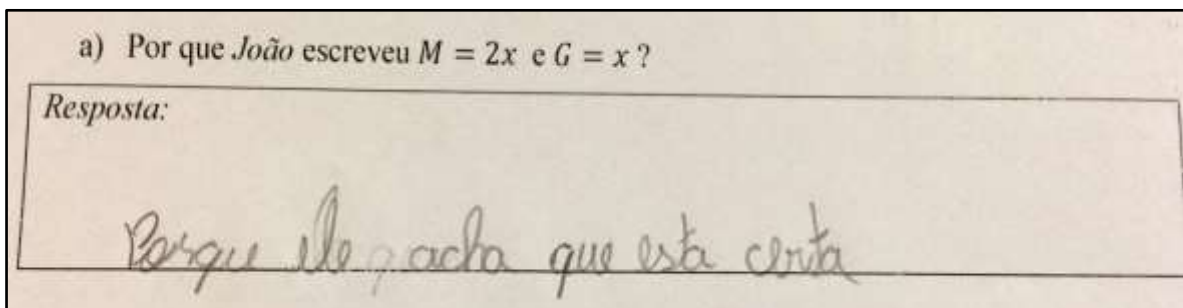 a) Por que João escreveu M = 2x e G = x ?
Resposta:
Porque ele acha que esta certa